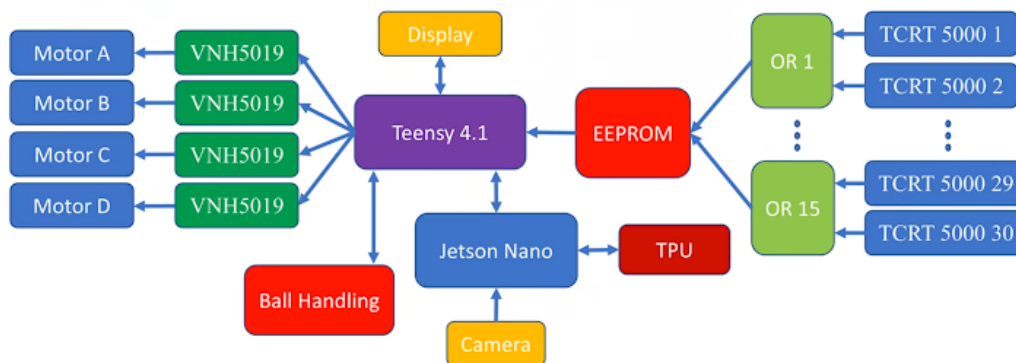 Display
Motor A
VNH5019
OR 1
TCRT 5000 1
Motor B
VNH5019
TCRT 5000 2
Teensy 4.1
EEPROM
Motor C
VNH5019
Motor D
VNH5019
OR 15
TCRT 5000 29
TCRT 5000 30
Jetson Nano
TPU
Ball Handling
Camera